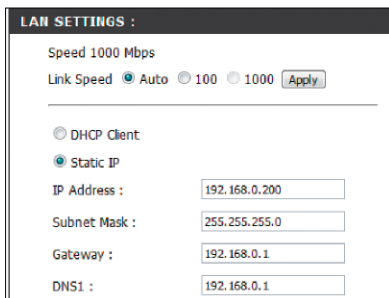 LAN SETTINGS :
Speed 1000 Mbps
Link Speed Auto 100 1000 Apply
DHCP Client
Static IP
IP Address : 192.168.0.200
Subnet Mask : 255.255.255.0
Gateway : 192.168.0.1
DNS1 : 192.168.0.1